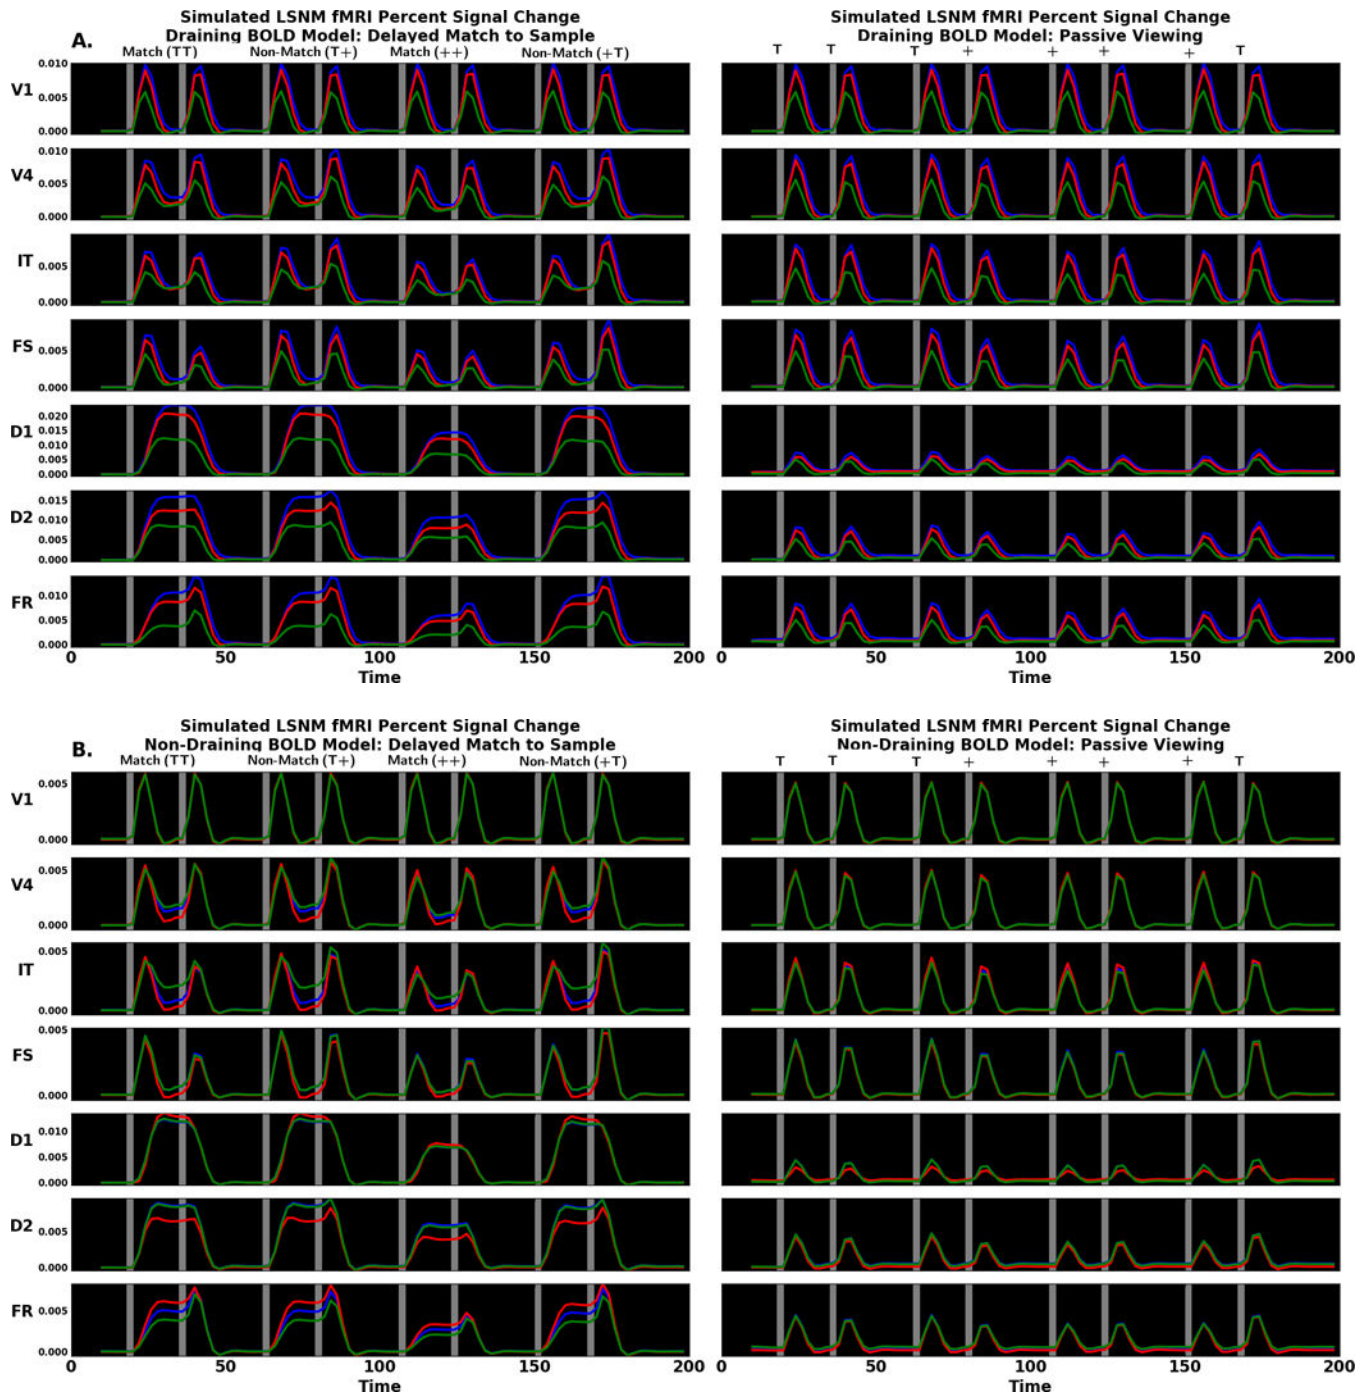 Simulated LSNM fMRI Percent Signal Change
Draining BOLD Model: Delayed Match to Sample
A.
Match (TT) Non-Match (T+) Match (++) Non-Match (+T)
Simulated LSNM fMRI Percent Signal Change
Draining BOLD Model: Passive Viewing
T T T + + + + T
V1
0.010
0.005
0.000
V4
0.010
0.005
0.000
IT
0.005
0.000
FS
0.005
0.000
D1
0.020
0.015
0.010
0.005
0.000
D2
0.015
0.010
0.005
0.000
FR
0.010
0.005
0.000
0 50 100 150 200
Time
0 50 100 150 200
Time
Simulated LSNM fMRI Percent Signal Change
Non-Draining BOLD Model: Delayed Match to Sample
B.
Match (TT) Non-Match (T+) Match (++) Non-Match (+T)
Simulated LSNM fMRI Percent Signal Change
Non-Draining BOLD Model: Passive Viewing
T T T + + + + T
V1
0.005
0.000
V4
0.005
0.000
IT
0.005
0.000
FS
0.005
0.000
D1
0.010
0.005
0.000
D2
0.005
0.000
FR
0.005
0.000
0 50 100 150 200
Time
0 50 100 150 200
Time